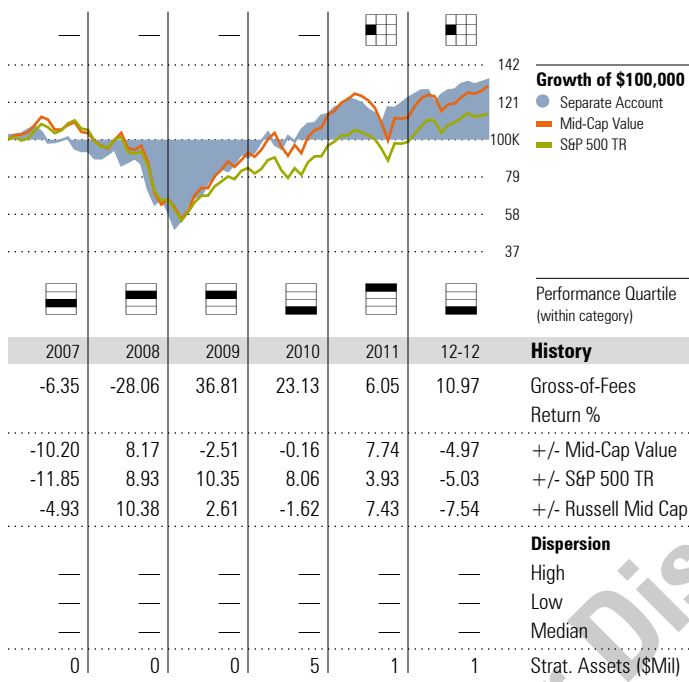 142
Growth of $100,000
Separate Account
121
Mid-Cap Value
100K
S&P 500 TR
79
58
37
Performance Quartile
(within category)
2007 2008 2009 2010 2011 12-12 History
-6.35 -28.06 36.81 23.13 6.05 10.97 Gross-of-Fees
Return %
-10.20 8.17 -2.51 -0.16 7.74 -4.97 +/- Mid-Cap Value
-11.85 8.93 10.35 8.06 3.93 -5.03 +/- S&P 500 TR
-4.93 10.38 2.61 -1.62 7.43 -7.54 +/- Russell Mid Cap
Dispersion
— — — — — — High
— — — — — — Low
— — — — — — Median
0 0 0 5 1 1 Strat. Assets ($Mil)